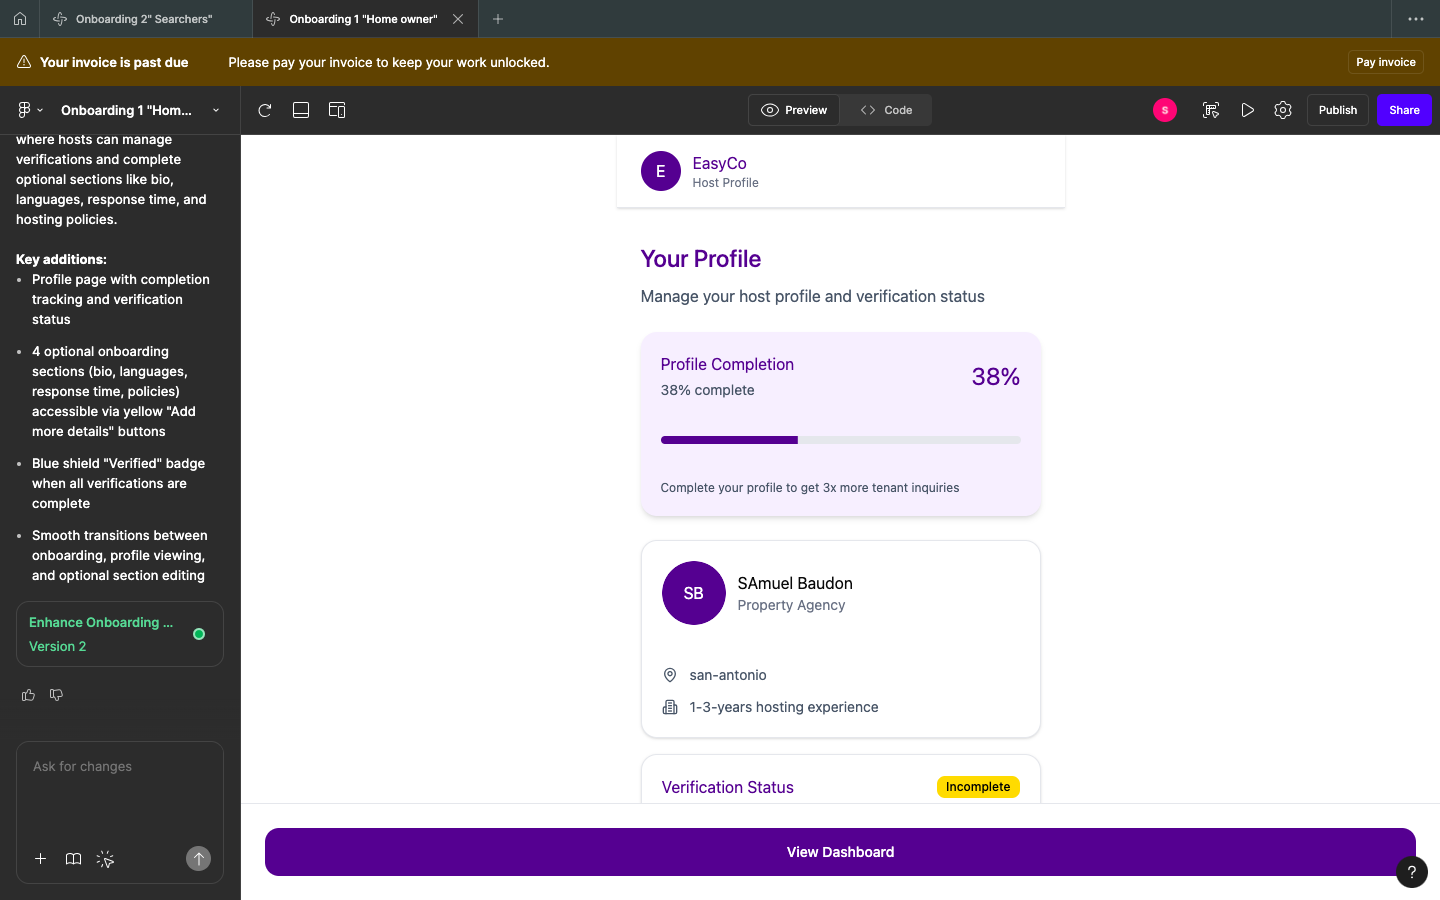 Onboarding 2" Searchers"
Onboarding 1 "Home owner"
Your invoice is past due
Please pay your invoice to keep your work unlocked.
Pay invoice
Onboarding 1 "Hom...
Preview
Code
S
Publish
Share
where hosts can manage
verifications and complete
optional sections like bio,
languages, response time, and
hosting policies.
Key additions:
• Profile page with completion
tracking and verification
status
• 4 optional onboarding
sections (bio, languages,
response time, policies)
accessible via yellow "Add
more details" buttons
• Blue shield "Verified" badge
when all verifications are
complete
• Smooth transitions between
onboarding, profile viewing,
and optional section editing
Enhance Onboarding ...
Version 2
Ask for changes
E
EasyCo
Host Profile
Your Profile
Manage your host profile and verification status
Profile Completion
38% complete
38%
Complete your profile to get 3x more tenant inquiries
SB
SAmuel Baudon
Property Agency
san-antonio
1-3-years hosting experience
Verification Status
Incomplete
View Dashboard
?